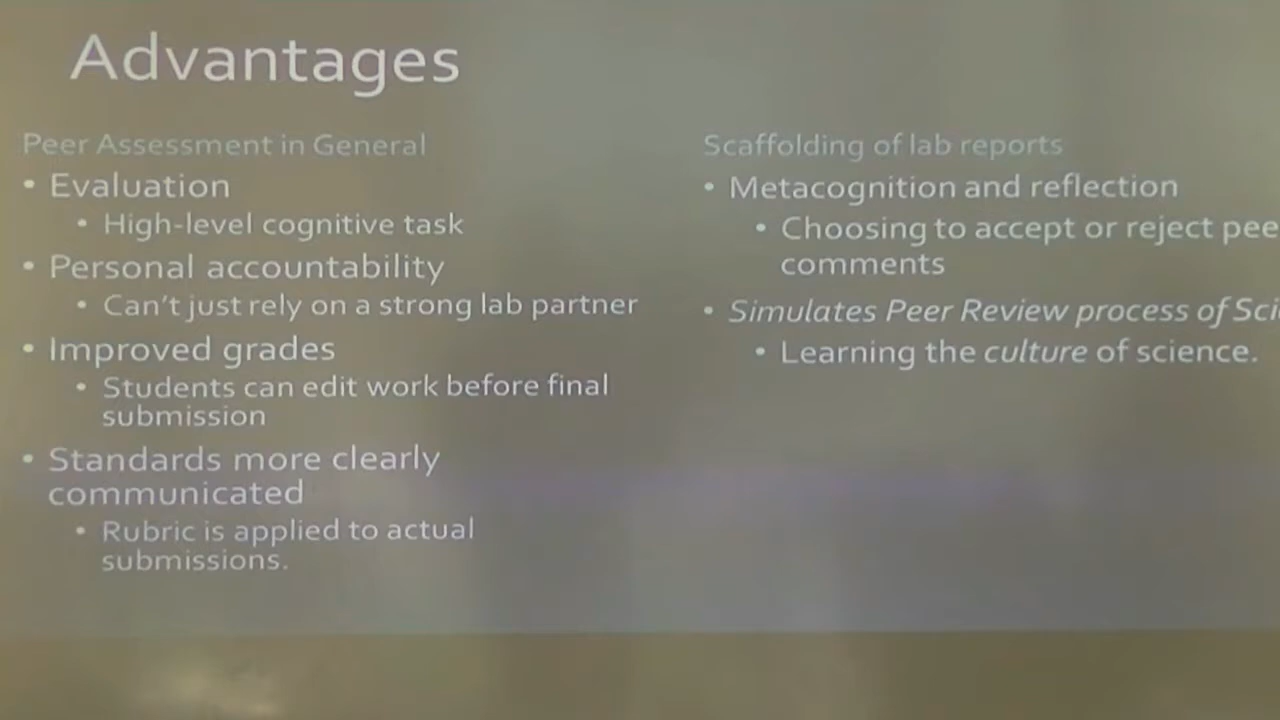 Advantages
Peer Assessment in General
• Evaluation
• High-level cognitive task
• Personal accountability
• Can't just rely on a strong lab partner
• Improved grades
• Students can edit work before final
submission
• Standards more clearly
communicated
• Rubric is applied to actual
submissions.
Scaffolding of lab reports
• Metacognition and reflection
• Choosing to accept or reject pee
comments
• Simulates Peer Review process of Sci
• Learning the culture of science.